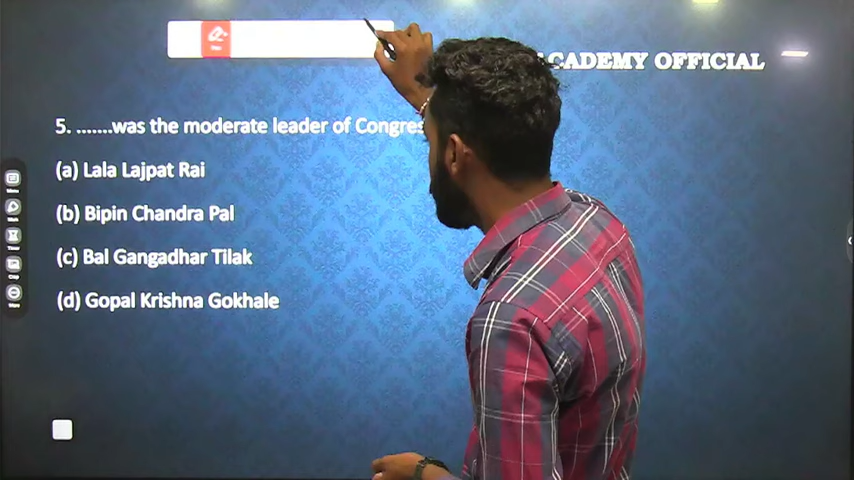 ACADEMY OFFICIAL
5. .......was the moderate leader of Congres
(a) Lala Lajpat Rai
(b) Bipin Chandra Pal
(c) Bal Gangadhar Tilak
(d) Gopal Krishna Gokhale